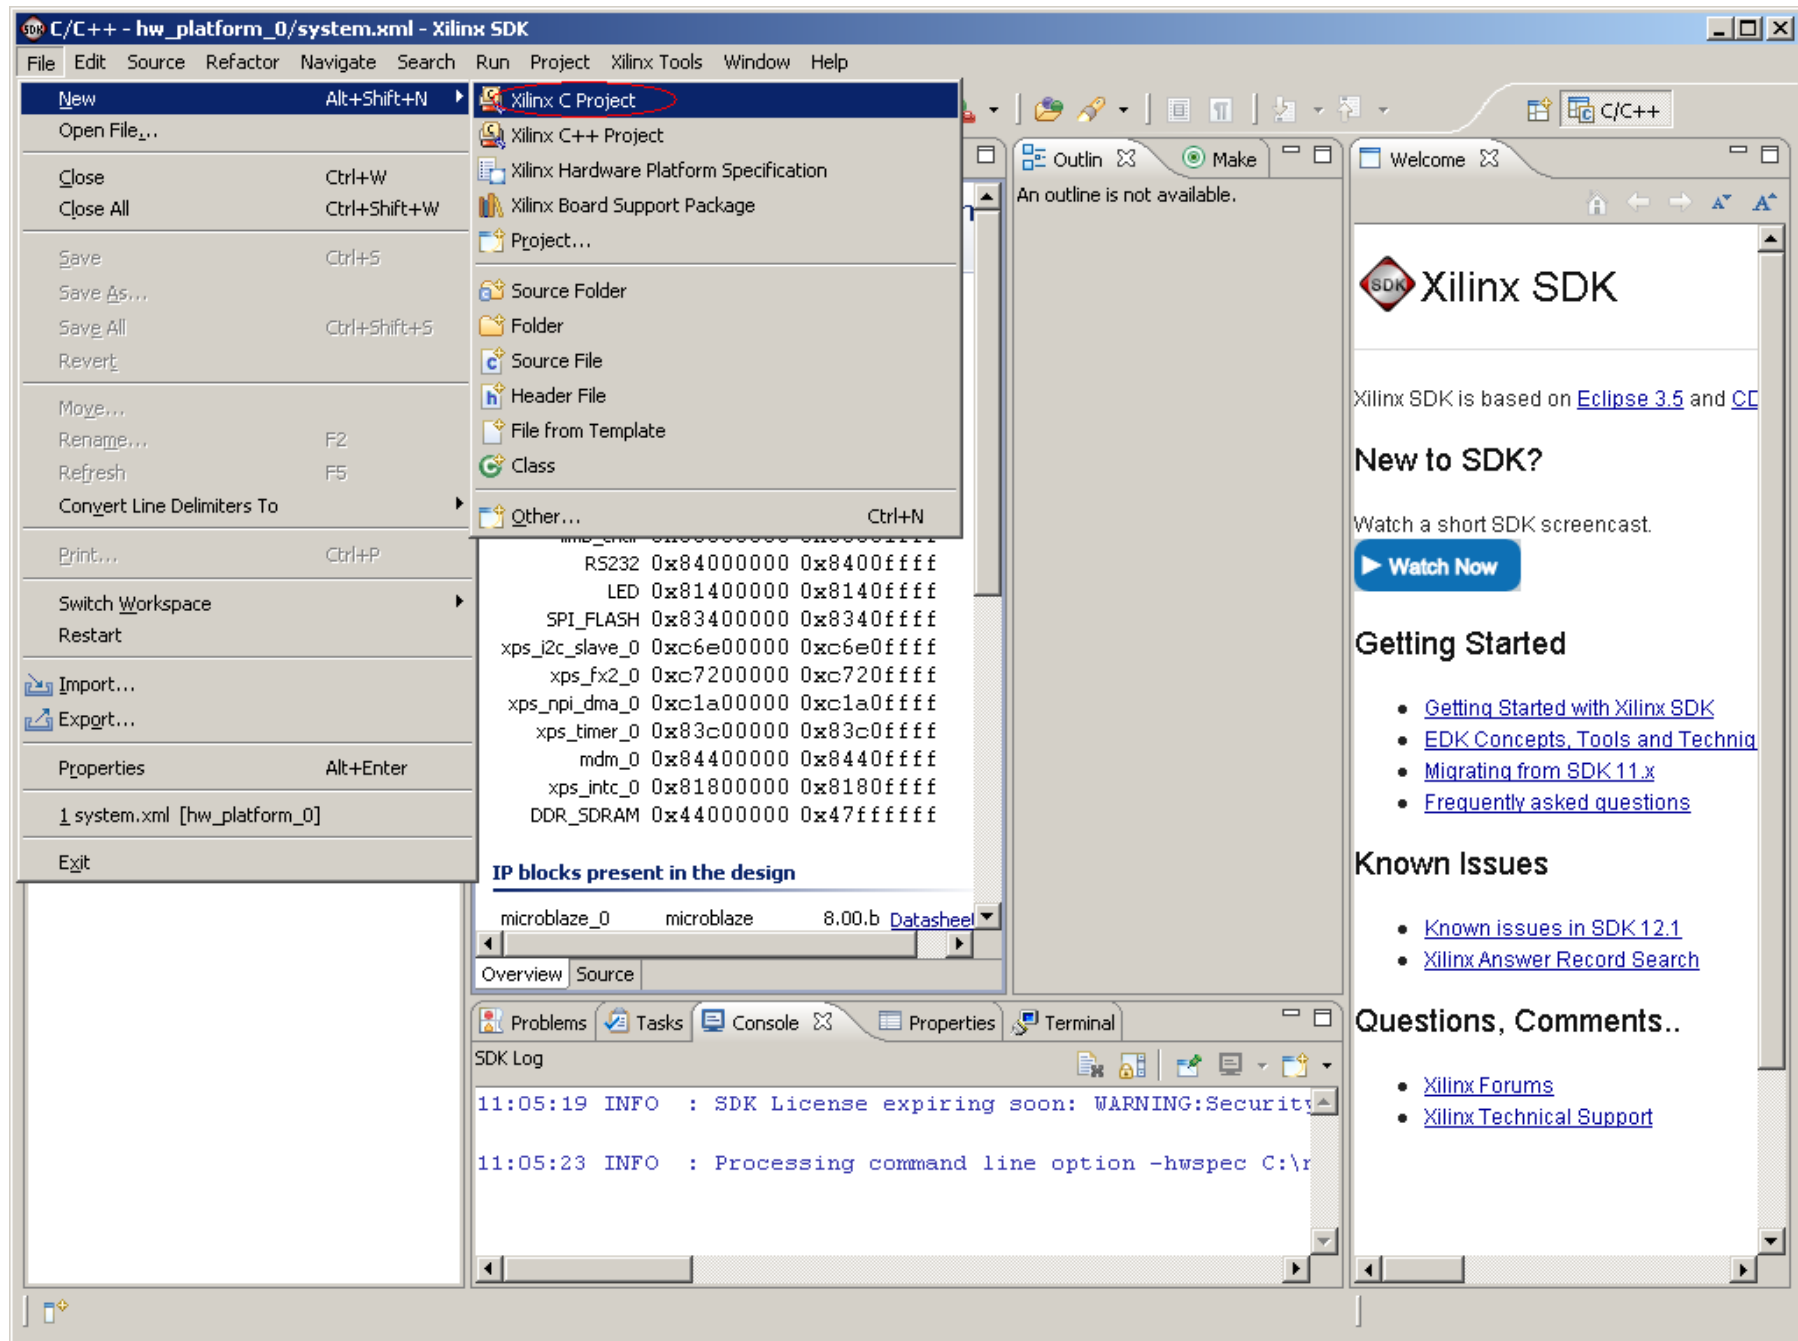 C/C++ - hw_platform_0/system.xml - Xilinx SDK
File Edit Source Refactor Navigate Search Run Project Xilinx Tools Window Help
New Alt+Shift+N
Open File...
Close Ctrl+W
Close All Ctrl+Shift+W
Save Ctrl+S
Save As...
Save All Ctrl+Shift+S
Revert
Move...
Rename... F2
Refresh F5
Convert Line Delimiters To
Print... Ctrl+P
Switch Workspace
Restart
Import...
Export...
Properties Alt+Enter
1 system.xml [hw_platform_0]
Exit
Xilinx C Project
Xilinx C++ Project
Xilinx Hardware Platform Specification
Xilinx Board Support Package
Project...
Source Folder
Folder
Source File
Header File
File from Template
Class
Other... Ctrl+N
RS232 0x84000000 0x8400ffff
LED 0x81400000 0x8140ffff
SPI_FLASH 0x83400000 0x8340ffff
xps_i2c_slave_0 0xc6e00000 0xc6e0ffff
xps_fx2_0 0xc7200000 0xc720ffff
xps_npi_dma_0 0xc1a00000 0xc1a0ffff
xps_timer_0 0x83c00000 0x83c0ffff
mdm_0 0x84400000 0x8440ffff
xps_intc_0 0x81800000 0x8180ffff
DDR_SDRAM 0x44000000 0x47ffffff
IP blocks present in the design
microblaze_0 microblaze 8.00.b Datasheet
Overview Source
Outlin Make
An outline is not available.
C/C++
Welcome
SDK Xilinx SDK
Xilinx SDK is based on Eclipse 3.5 and CD
New to SDK?
Watch a short SDK screencast.
Watch Now
Getting Started
Getting Started with Xilinx SDK
EDK Concepts, Tools and Techniq
Migrating from SDK 11.x
Frequently asked questions
Known Issues
Known issues in SDK 12.1
Xilinx Answer Record Search
Questions, Comments..
Xilinx Forums
Xilinx Technical Support
Problems Tasks Console Properties Terminal
SDK Log
11:05:19 INFO : SDK License expiring soon: WARNING:Security
11:05:23 INFO : Processing command line option -hwspec C:\r